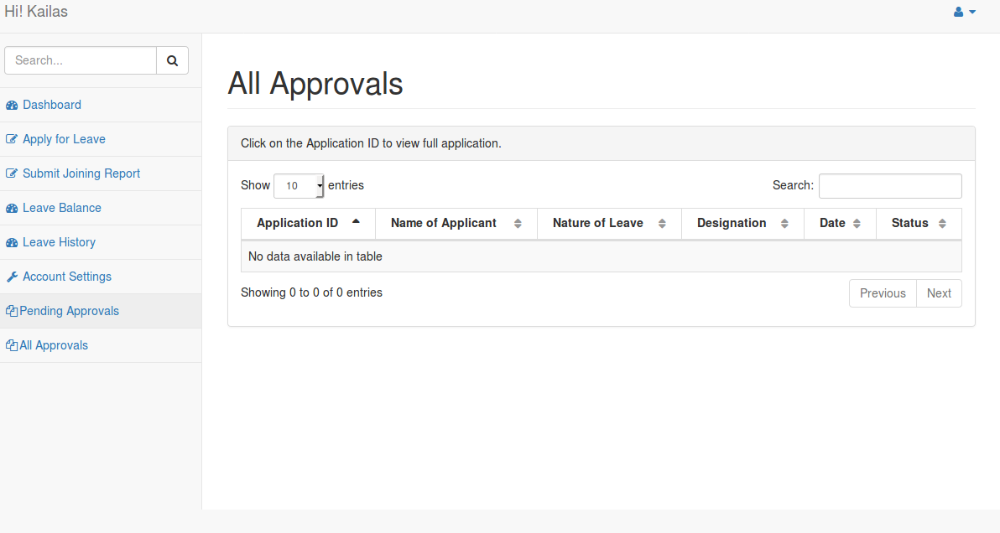 Hi! Kailas
Search...
Dashboard
Apply for Leave
Submit Joining Report
Leave Balance
Leave History
Account Settings
Pending Approvals
All Approvals
All Approvals
Click on the Application ID to view full application.
Show 10 entries
Search:
Application ID Name of Applicant Nature of Leave Designation Date Status
No data available in table
Showing 0 to 0 of 0 entries
Previous Next